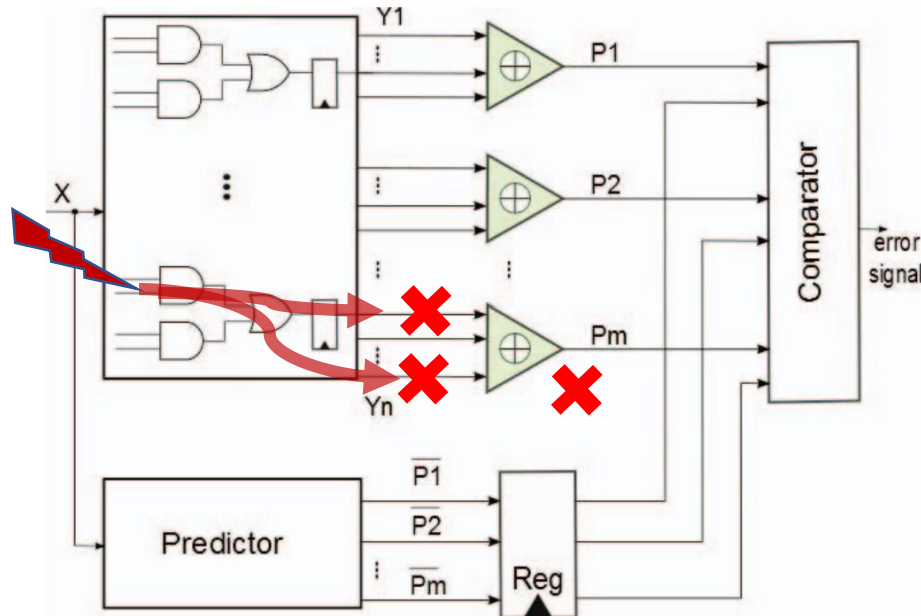 Y1
P1
X
P2
Comparator
error
signal
Pm
Yn
P1
P2
Pm
Predictor
Reg